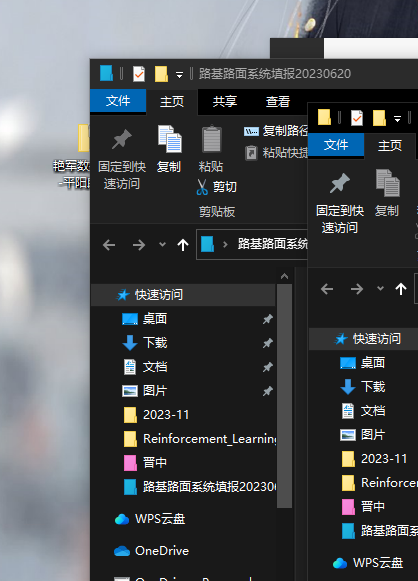 路基路面系统填报20230620
文件 主页 共享 查看
固定到快
速访问
复制
粘贴
复制路径
粘贴快捷
剪切
剪贴板
路基路面系统
快速访问
桌面
下载
文档
图片
2023-11
Reinforcement_Learning
晋中
路基路面系统填报20230
WPS云盘
OneDrive
文件 主页
固定到快
速访问
复制
快速访问
桌面
下载
文档
图片
2023-11
Reinforce
晋中
路基路面系
WPS云盘
艳军数
-平阳